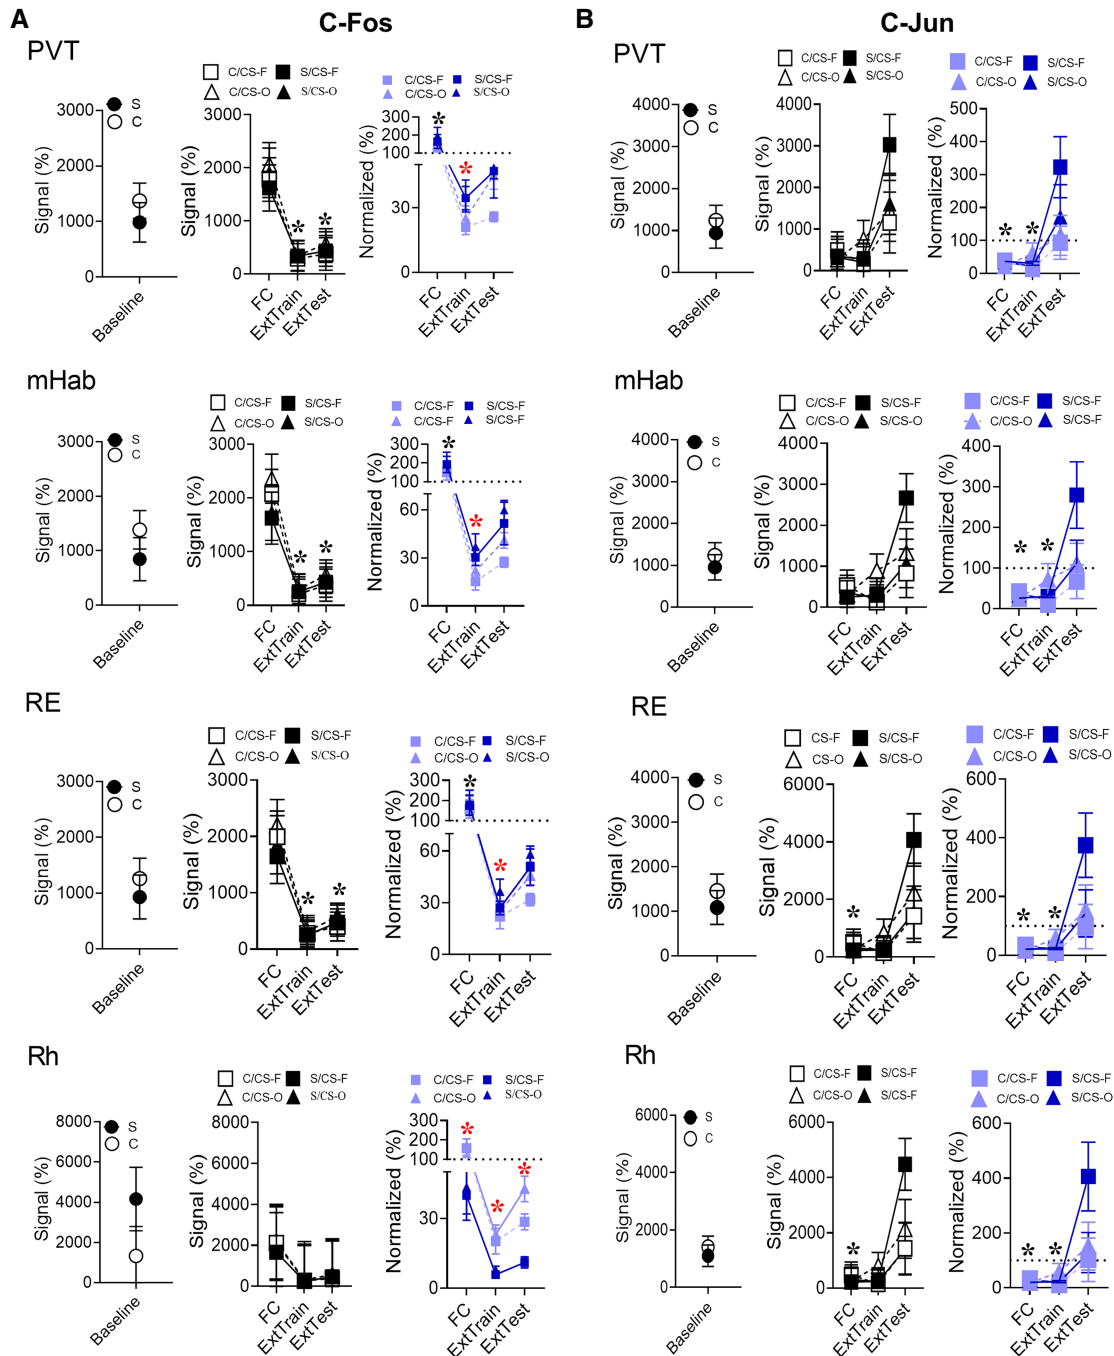 A
C-Fos
B
C-Jun
PVT
C/CS-F
S/CS-F
C/CS-O
S/CS-O
C/CS-F
S/CS-F
C/CS-O
S/CS-O
S
C
Signal (%)
3000
2000
1000
0
Baseline
Signal (%)
3000
2000
1000
0
*
*
FC
ExtTrain
ExtTest
Normalized (%)
300
200
100
30
0
*
*
FC
ExtTrain
ExtTest
PVT
S
C
Signal (%)
4000
3000
2000
1000
0
Baseline
C/CS-F
S/CS-F
C/CS-O
S/CS-O
Signal (%)
4000
3000
2000
1000
0
FC
ExtTrain
ExtTest
C/CS-F
S/CS-F
C/CS-O
S/CS-O
Normalized (%)
500
400
300
200
100
0
*
*
FC
ExtTrain
ExtTest
mHab
S
C
Signal (%)
3000
2000
1000
0
Baseline
C/CS-F
S/CS-F
C/CS-O
S/CS-O
Signal (%)
3000
2000
1000
0
*
*
FC
ExtTrain
ExtTest
C/CS-F
S/CS-F
C/CS-F
S/CS-F
Normalized (%)
300
200
100
60
30
0
*
*
FC
ExtTrain
ExtTest
mHab
S
C
Signal (%)
4000
3000
2000
1000
0
Baseline
C/CS-F
S/CS-F
C/CS-O
S/CS-O
Signal (%)
4000
3000
2000
1000
0
FC
ExtTrain
ExtTest
C/CS-F
S/CS-F
C/CS-O
S/CS-F
Normalized (%)
400
300
200
100
0
*
*
FC
ExtTrain
ExtTest
RE
S
C
Signal (%)
3000
2000
1000
0
Baseline
C/CS-F
S/CS-F
C/CS-O
S/CS-O
Signal (%)
3000
2000
1000
0
*
*
FC
ExtTrain
ExtTest
C/CS-F
S/CS-F
C/CS-O
S/CS-O
Normalized (%)
300
200
100
60
30
0
*
*
FC
ExtTrain
ExtTest
RE
S
C
Signal (%)
4000
3000
2000
1000
0
Baseline
CS-F
S/CS-F
CS-O
S/CS-O
Signal (%)
6000
4000
2000
0
*
FC
ExtTrain
ExtTest
C/CS-F
S/CS-F
C/CS-O
S/CS-O
Normalized (%)
600
400
200
0
*
*
FC
ExtTrain
ExtTest
Rh
S
C
Signal (%)
8000
6000
4000
2000
0
Baseline
C/CS-F
S/CS-F
C/CS-O
S/CS-O
Signal (%)
8000
6000
4000
2000
0
FC
ExtTrain
ExtTest
C/CS-F
S/CS-F
C/CS-O
S/CS-O
Normalized (%)
300
200
100
30
0
*
*
*
FC
ExtTrain
ExtTest
Rh
S
C
Signal (%)
6000
4000
2000
0
Baseline
C/CS-F
S/CS-F
C/CS-O
S/CS-F
Signal (%)
6000
4000
2000
0
*
FC
ExtTrain
ExtTest
C/CS-F
S/CS-F
C/CS-O
S/CS-O
Normalized (%)
600
400
200
0
*
*
FC
ExtTrain
ExtTest